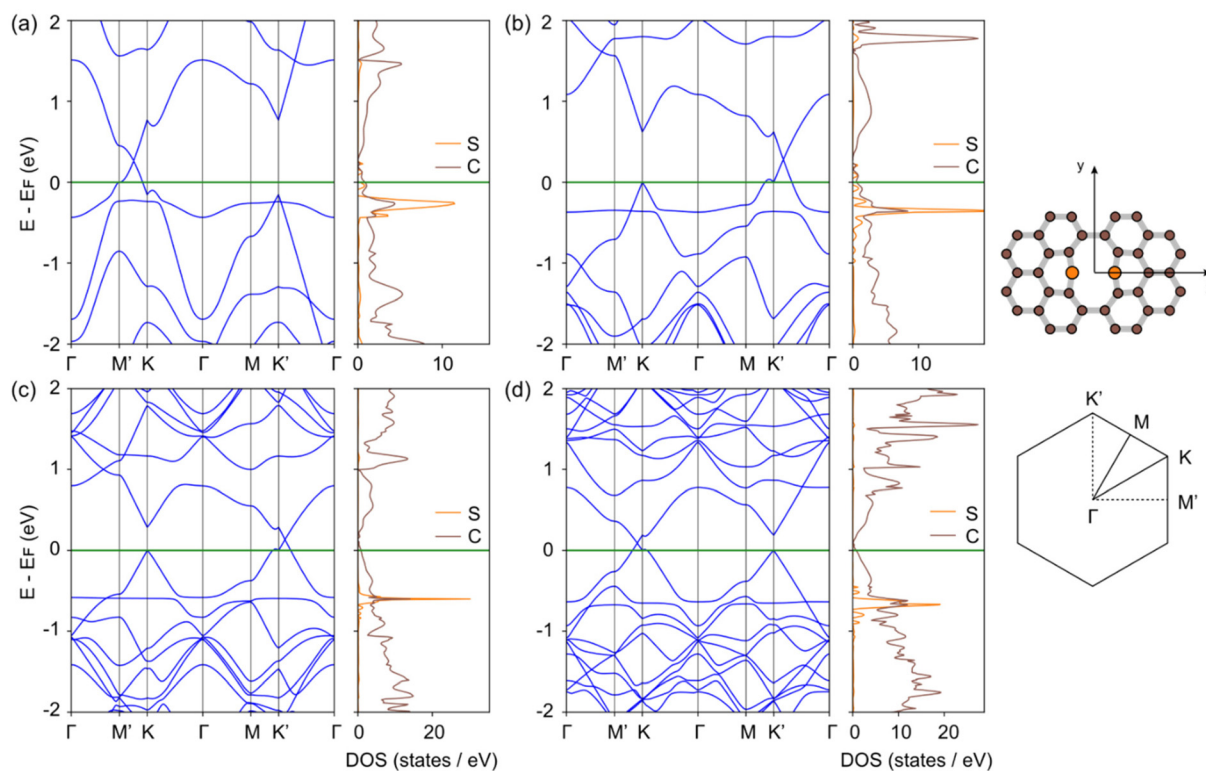 (a)
2
1
0
-1
-2
E - EF (eV)
Γ M' K Γ M K' Γ
S
C
0 10
(b)
2
1
0
-1
-2
Γ M' K Γ M K' Γ
S
C
0 10
y
(c)
2
1
0
-1
-2
E - EF (eV)
Γ M' K Γ M K' Γ
S
C
0 20
DOS (states / eV)
(d)
2
1
0
-1
-2
Γ M' K Γ M K' Γ
S
C
0 10 20
DOS (states / eV)
K'
M
K
Γ
M'